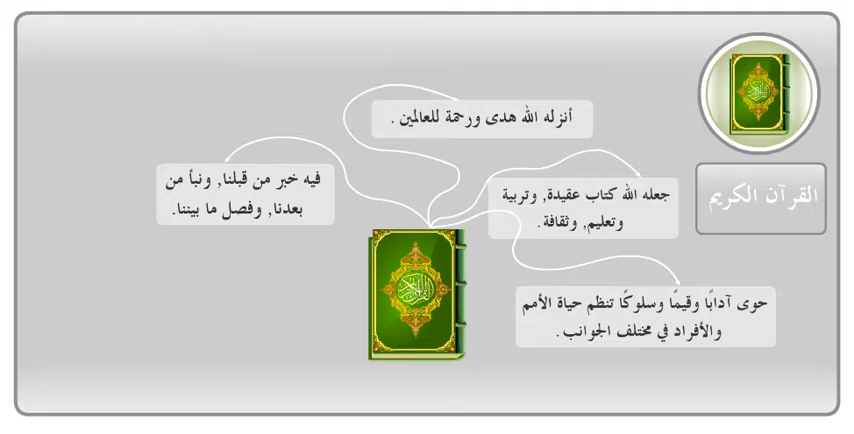 القرآن الكريم
أنزله الله هدى ورحمة للعالمين .
جعله الله كتاب عقيدة, وتربية
وتعليم, وثقافة.
فيه خبر من قبلنا, ونبأ من
بعدنا, وفصل ما بيننا.
حوى آدابًا وقيمًا وسلوكًا تنظم حياة الأمم
والأفراد في مختلف الجوانب .